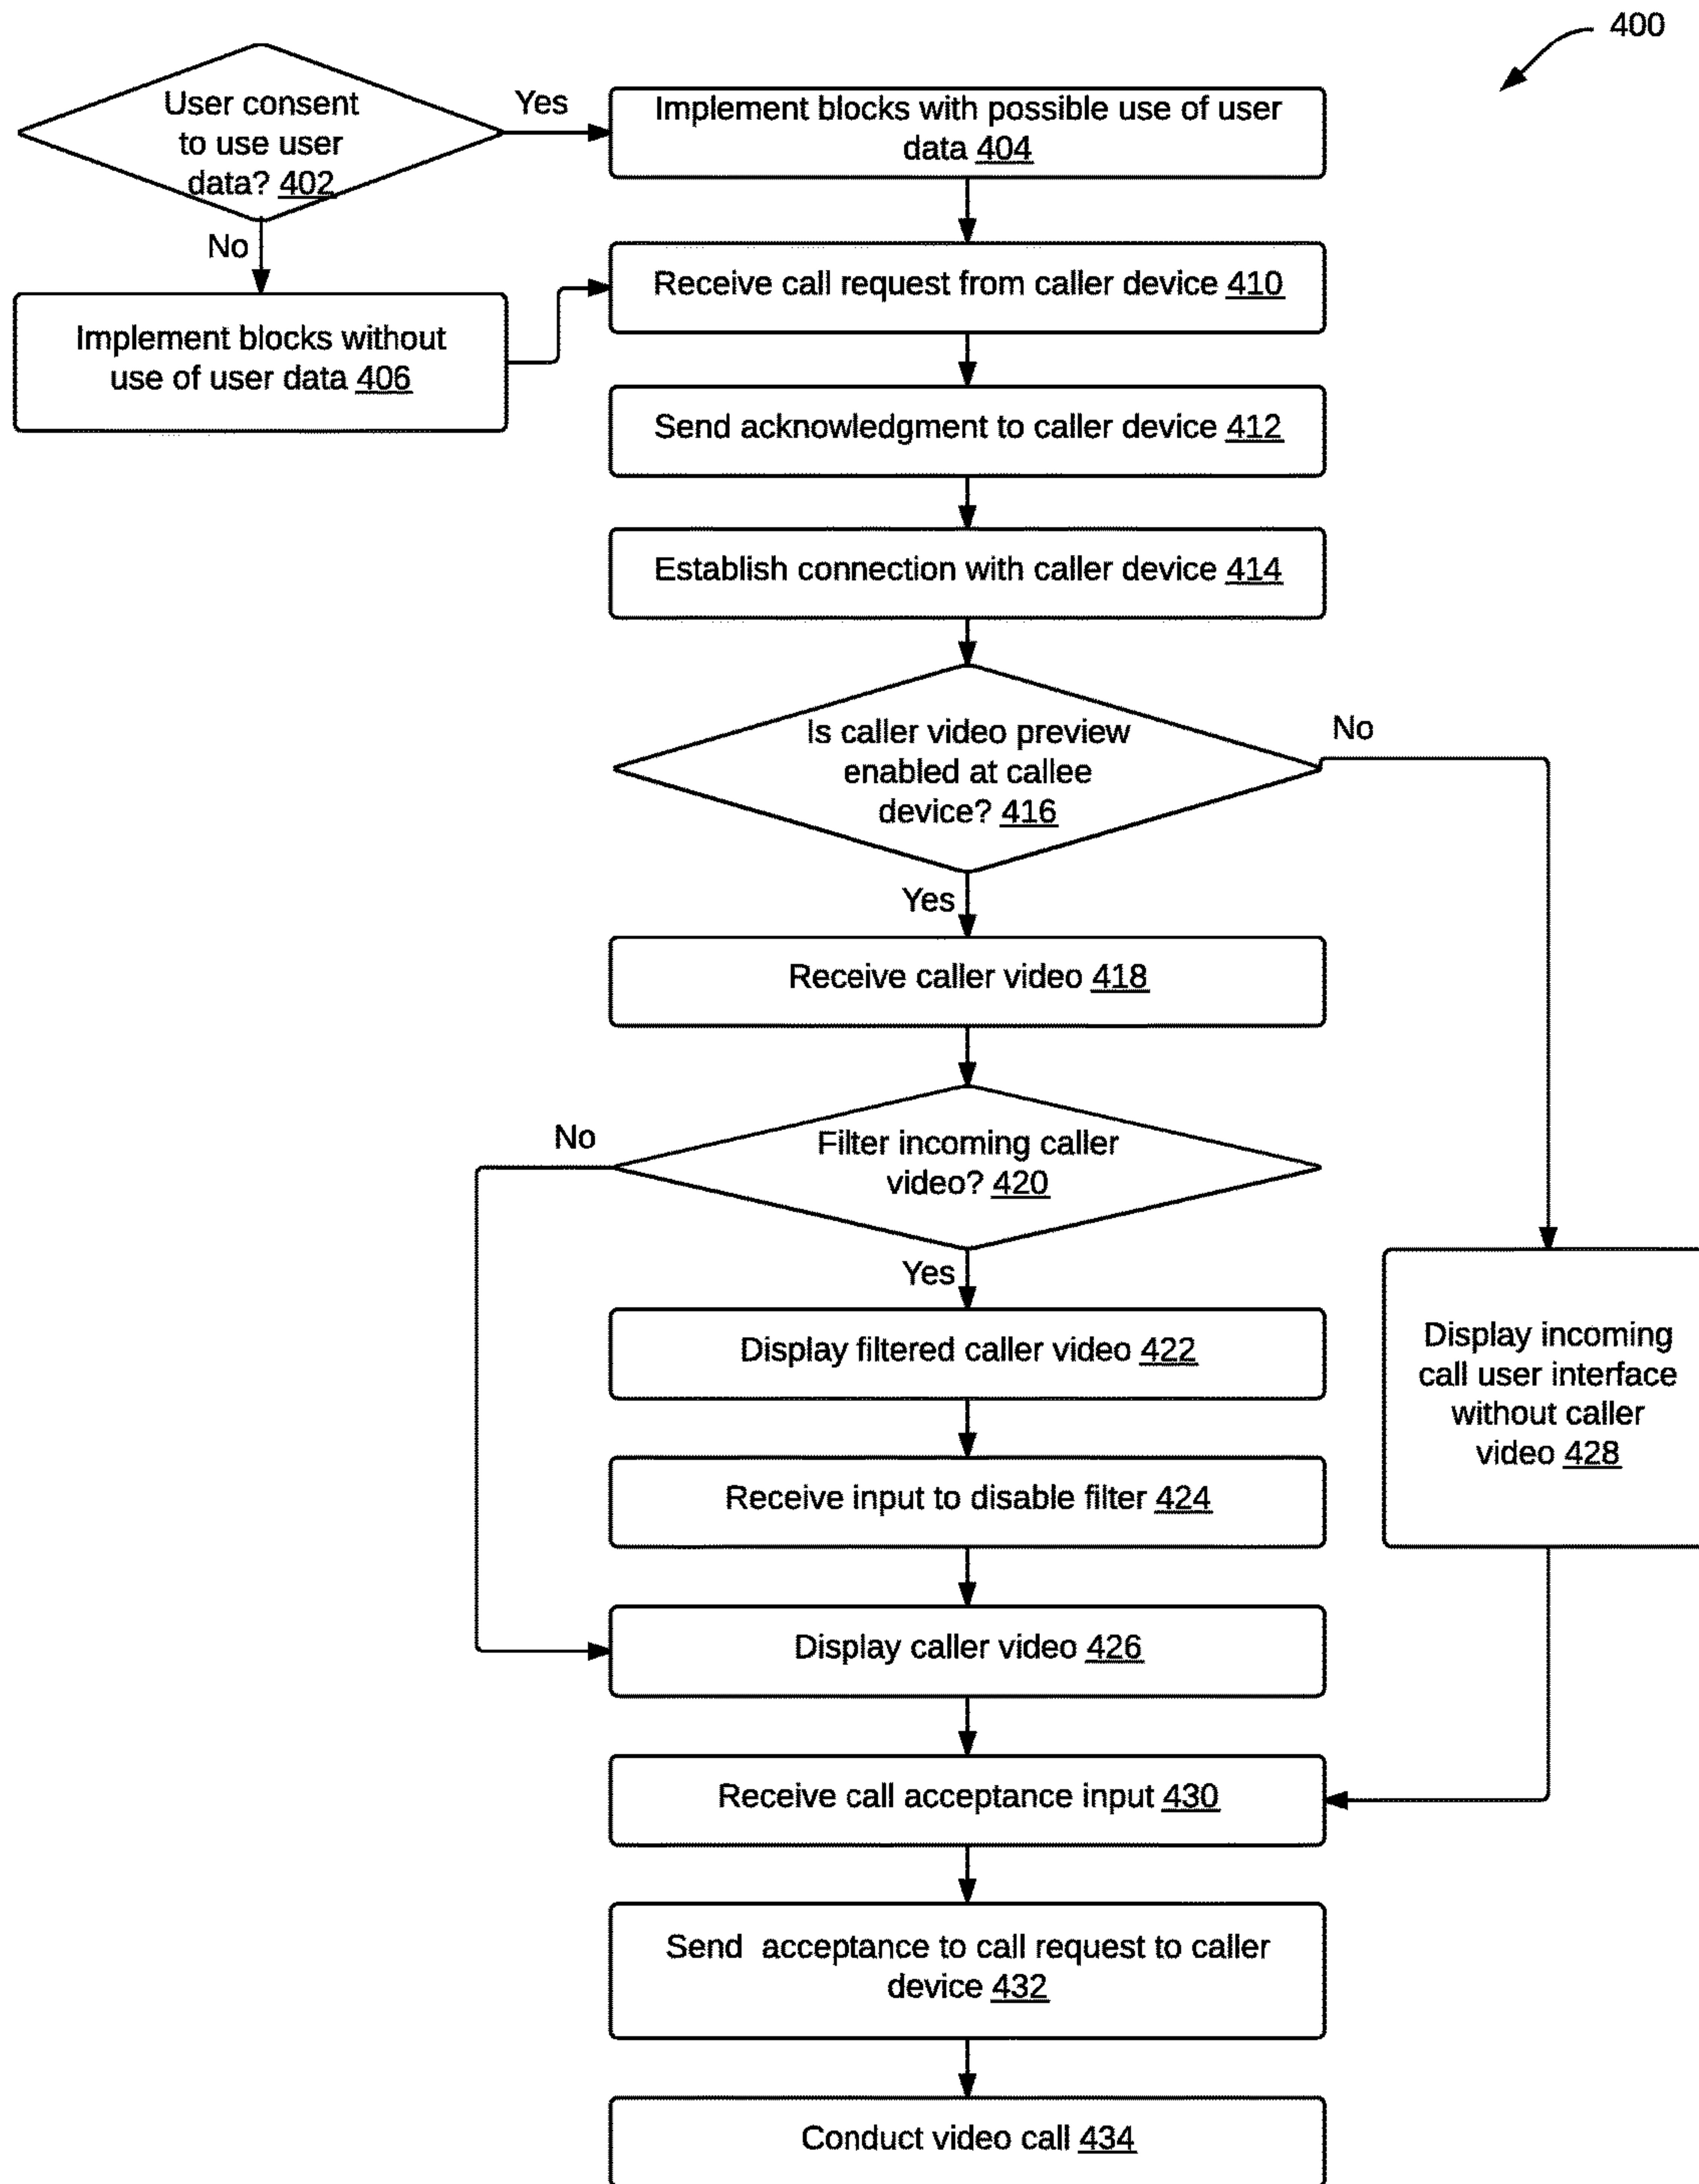 400
User consent
to use user
data? 402
Yes
Implement blocks with possible use of user
data 404
No
Implement blocks without
use of user data 406
Receive call request from caller device 410
Send acknowledgment to caller device 412
Establish connection with caller device 414
Is caller video preview
enabled at callee
device? 416
No
Yes
Receive caller video 418
Filter incoming caller
video? 420
No
Yes
Display filtered caller video 422
Receive input to disable filter 424
Display caller video 426
Display incoming
call user interface
without caller
video 428
Receive call acceptance input 430
Send  acceptance to call request to caller
device 432
Conduct video call 434